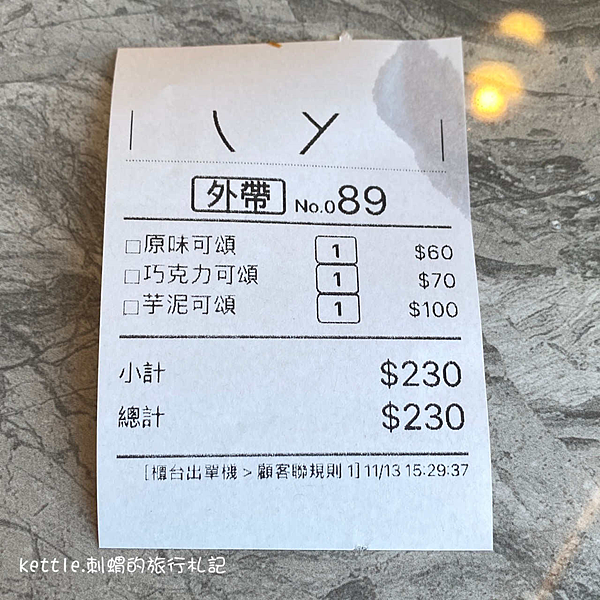 外帶 No.089
□原味可頌 1 $60
□巧克力可頌 1 $70
□芋泥可頌 1 $100
小計 $230
總計 $230
[櫃台出單機 > 顧客聯規則 1] 11/13 15:29:37
kettle.刺蝟的旅行札記